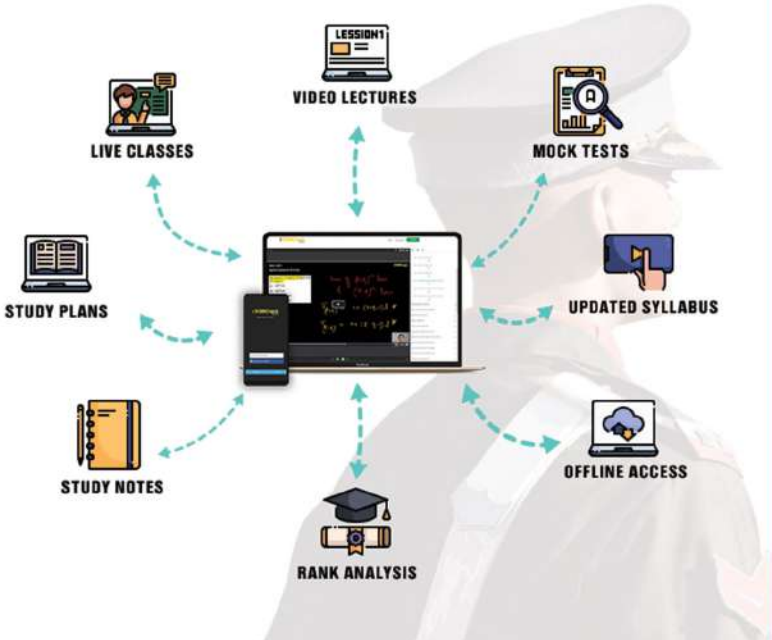 LESSION1
VIDEO LECTURES
LIVE CLASSES
MOCK TESTS
STUDY PLANS
UPDATED SYLLABUS
STUDY NOTES
OFFLINE ACCESS
RANK ANALYSIS